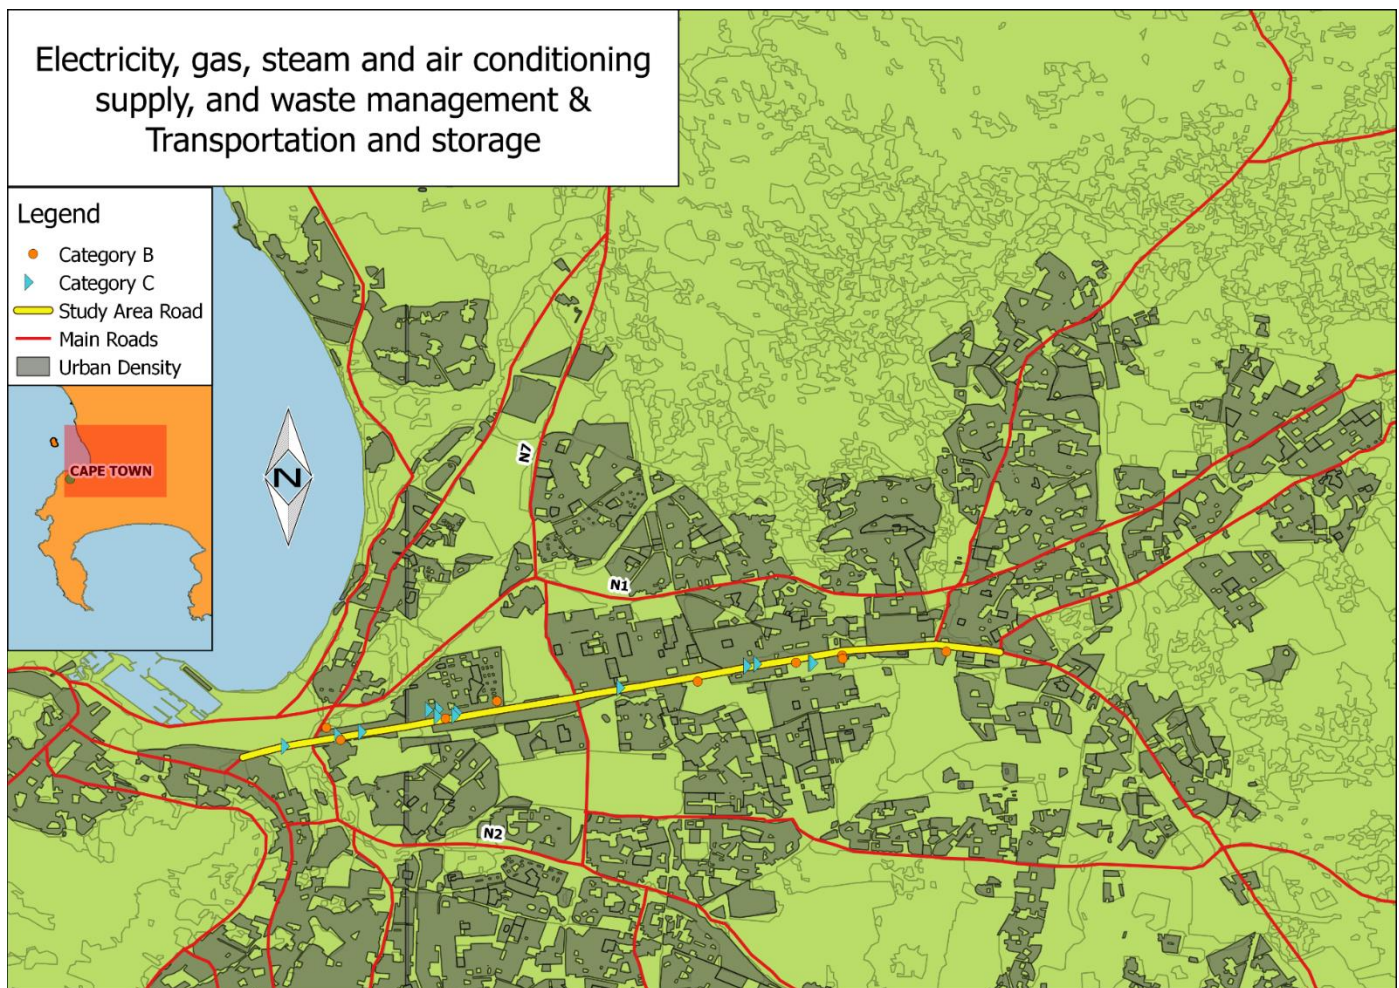 Electricity, gas, steam and air conditioning
supply, and waste management &
Transportation and storage
Legend
Category B
Category C
Study Area Road
Main Roads
Urban Density
CAPE TOWN
N
N7
N1
N2